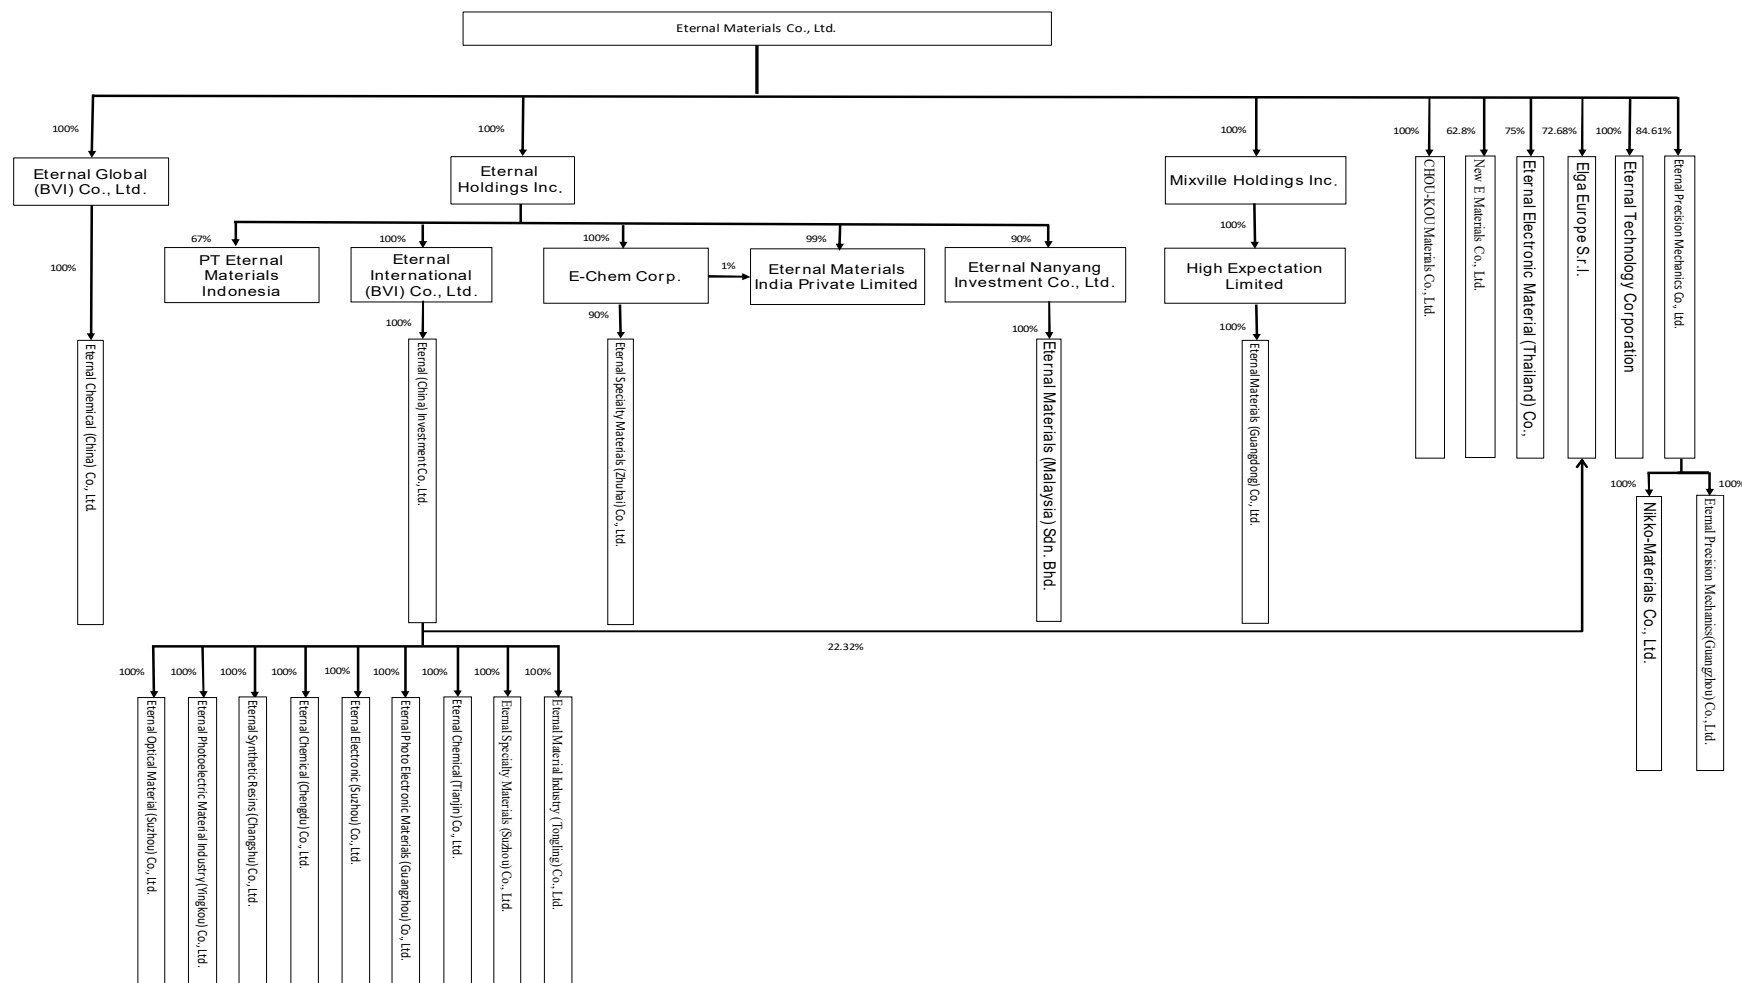 Eternal Materials Co., Ltd.
100%
100%
100%
100%
62.8%
75%
72.68%
100%
84.61%
Eternal Global
(BVI) Co., Ltd.
Eternal
Holdings Inc.
Mixville Holdings Inc.
CHOU-KOU Materials Co., Ltd.
New E Materials Co., Ltd.
Eternal Electronic Material (Thailand) Co.,
Elga Europe S.r.l.
Eternal Technology Corporation
Eternal Precision Mechanics Co., Ltd.
100%
67%
100%
100%
99%
90%
100%
PT Eternal
Materials
Indonesia
Eternal
International
(BVI) Co., Ltd.
E-Chem Corp.
1%
Eternal Materials
India Private Limited
Eternal Nanyang
Investment Co., Ltd.
High Expectation
Limited
100%
90%
100%
100%
Eternal Chemical (China) Co., Ltd.
Eternal (China) Investment Co., Ltd.
Eternal Specialty Materials (Zhuhai) Co., Ltd.
Eternal Materials (Malaysia) Sdn. Bhd.
Eternal Materials (Guangdong) Co., Ltd.
100%
100%
Nikko-Materials Co., Ltd.
Eternal Precision Mechanics(Guangzhou) Co., Ltd.
22.32%
100%
100%
100%
100%
100%
100%
100%
100%
100%
Eternal Optical Material (Suzhou) Co., Ltd.
Eternal Photoelectric Material Industry (Yingkou) Co., Ltd.
Eternal Synthetic Resins (Changshu) Co., Ltd.
Eternal Chemical (Chengdu) Co., Ltd.
Eternal Electronic (Suzhou) Co., Ltd.
Eternal Photo Electronic Materials (Guangzhou) Co., Ltd.
Eternal Chemical (Tianjin) Co., Ltd.
Eternal Specialty Materials (Suzhou) Co., Ltd.
Eternal Material Industry (Tongling) Co., Ltd.